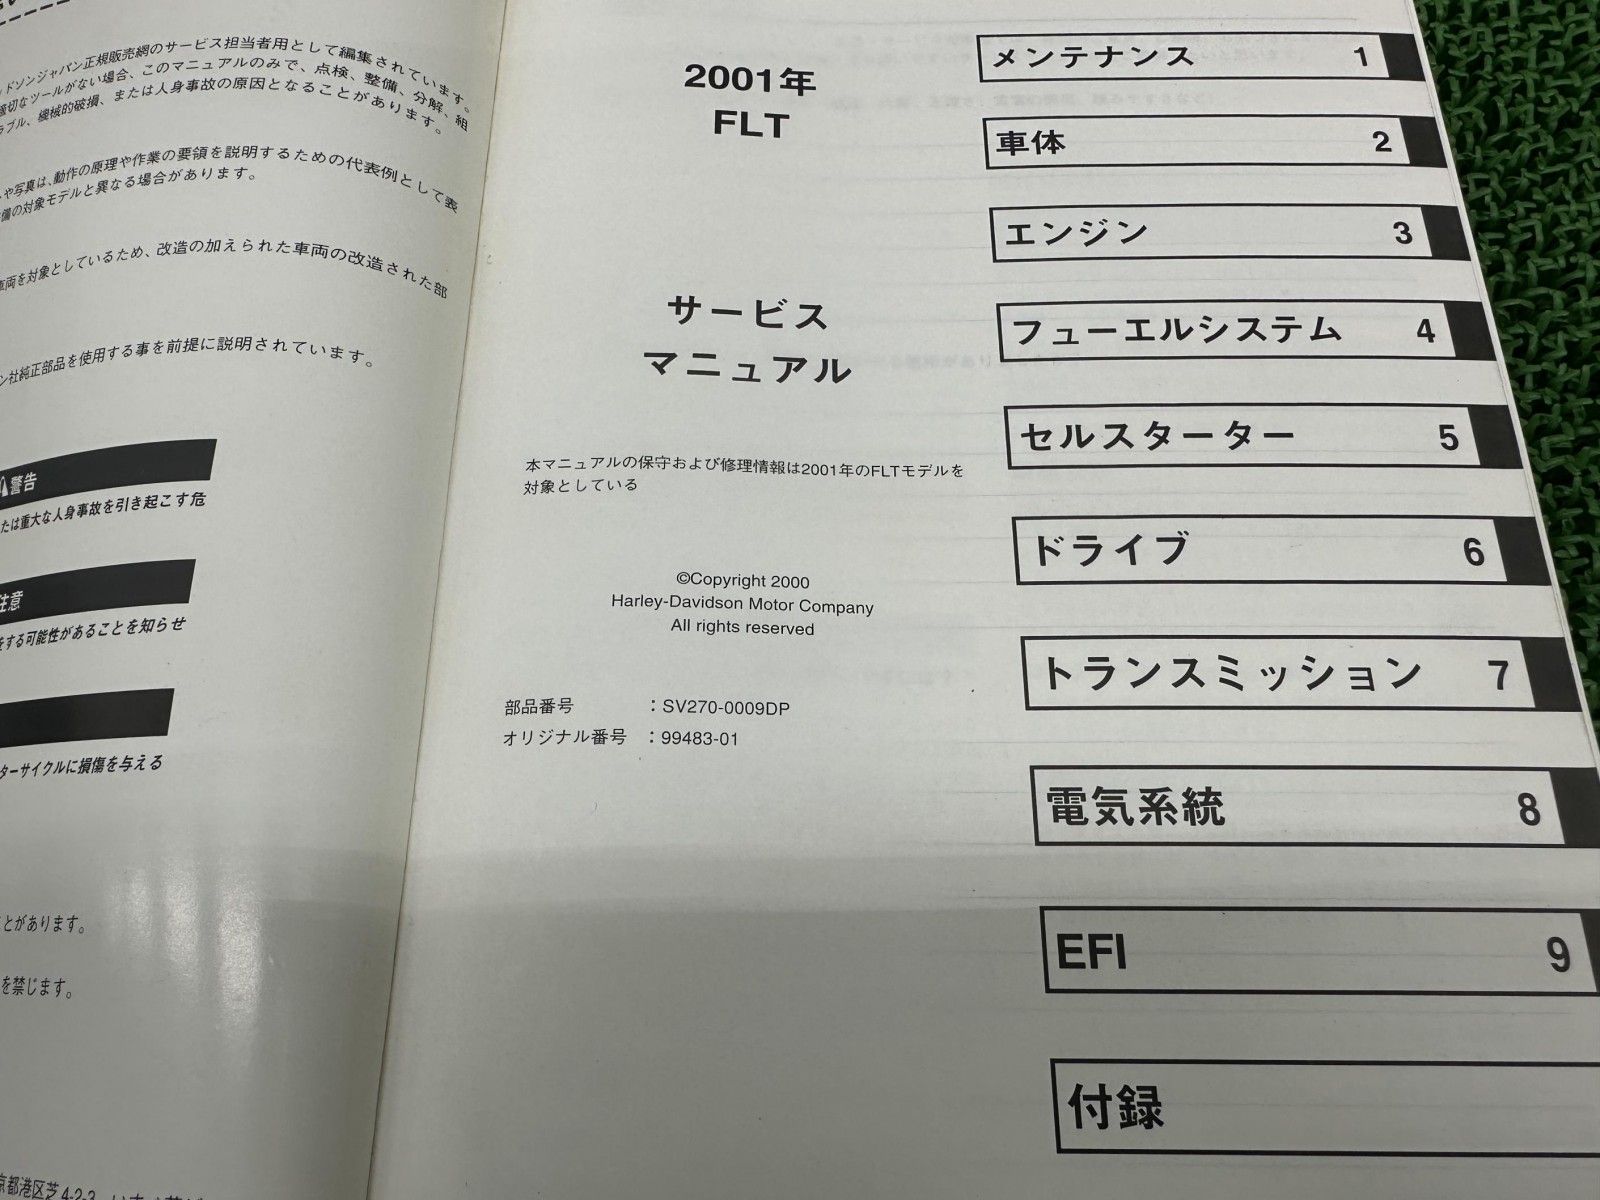 ドソンジャパン正規販売網のサービス担当者用として編集されています。
適切なツールがない場合、このマニュアルのみで、点検、整備、分解、組
ラブル、機械的破損、または人身事故の原因となることがあります。
や写真は、動作の原理や作業の要領を説明するための代表例として表
備の対象モデルと異なる場合があります。
車両を対象としているため、改造の加えられた車両の改造された部
ン社純正部品を使用する事を前提に説明されています。
警告
たは重大な人身事故を引き起こす危
注意
をする可能性があることを知らせ
ターサイクルに損傷を与える
とがあります。
を禁じます。
京都港区芝4-2-3
2001年
FLT
サービス
マニュアル
本マニュアルの保守および修理情報は2001年のFLTモデルを
対象としている
©Copyright 2000
Harley-Davidson Motor Company
All rights reserved
部品番号 ：SV270-0009DP
オリジナル番号 ：99483-01
メンテナンス 1
車体 2
エンジン 3
フューエルシステム 4
セルスターター 5
ドライブ 6
トランスミッション 7
電気系統 8
EFI 9
付録